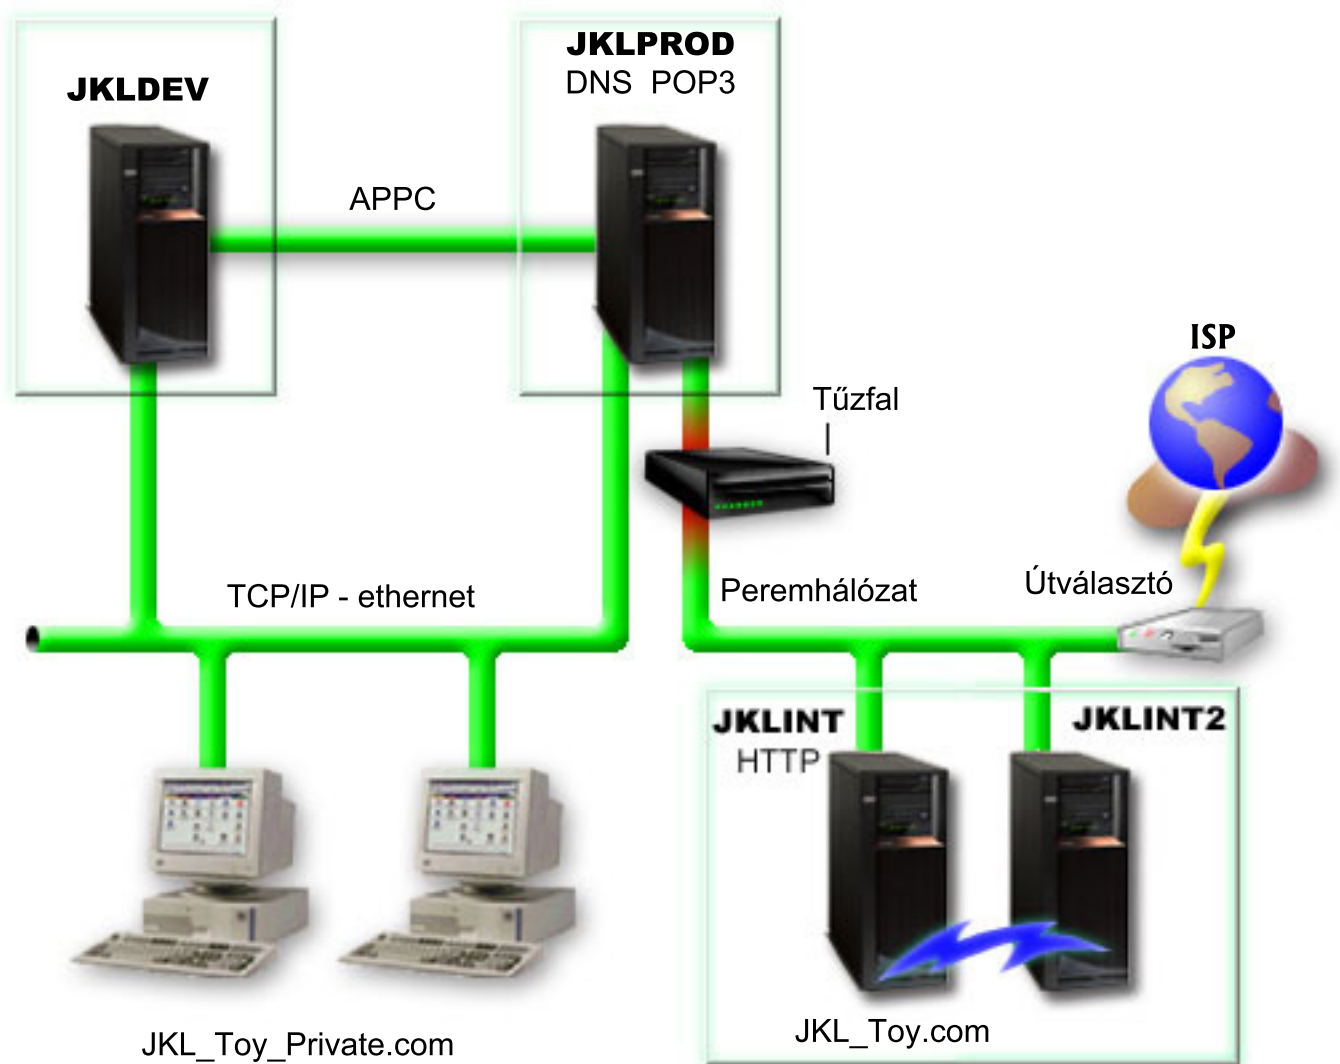 JKLDEV
JKLPROD
DNS POP3
APPC
ISP
Tűzfal
TCP/IP - ethernet
Peremhálózat
Útválasztó
JKLINT
HTTP
JKLINT2
JKL_Toy.com
JKL_Toy_Private.com